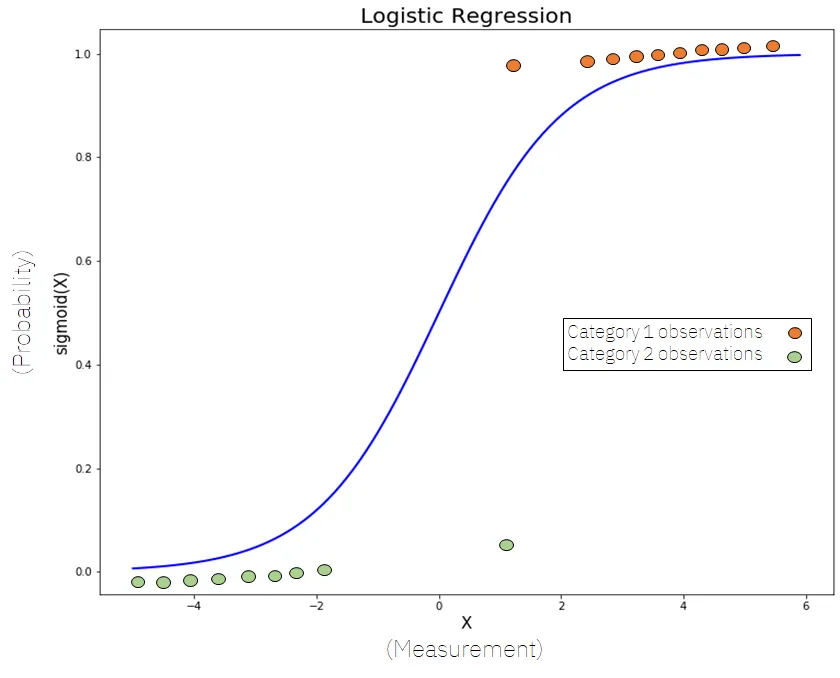 Logistic Regression
1.0
0.8
0.6
0.4
0.2
0.0
(Probability)
sigmoid(X)
Category 1 observations
Category 2 observations
−4
−2
0
2
4
6
X
(Measurement)